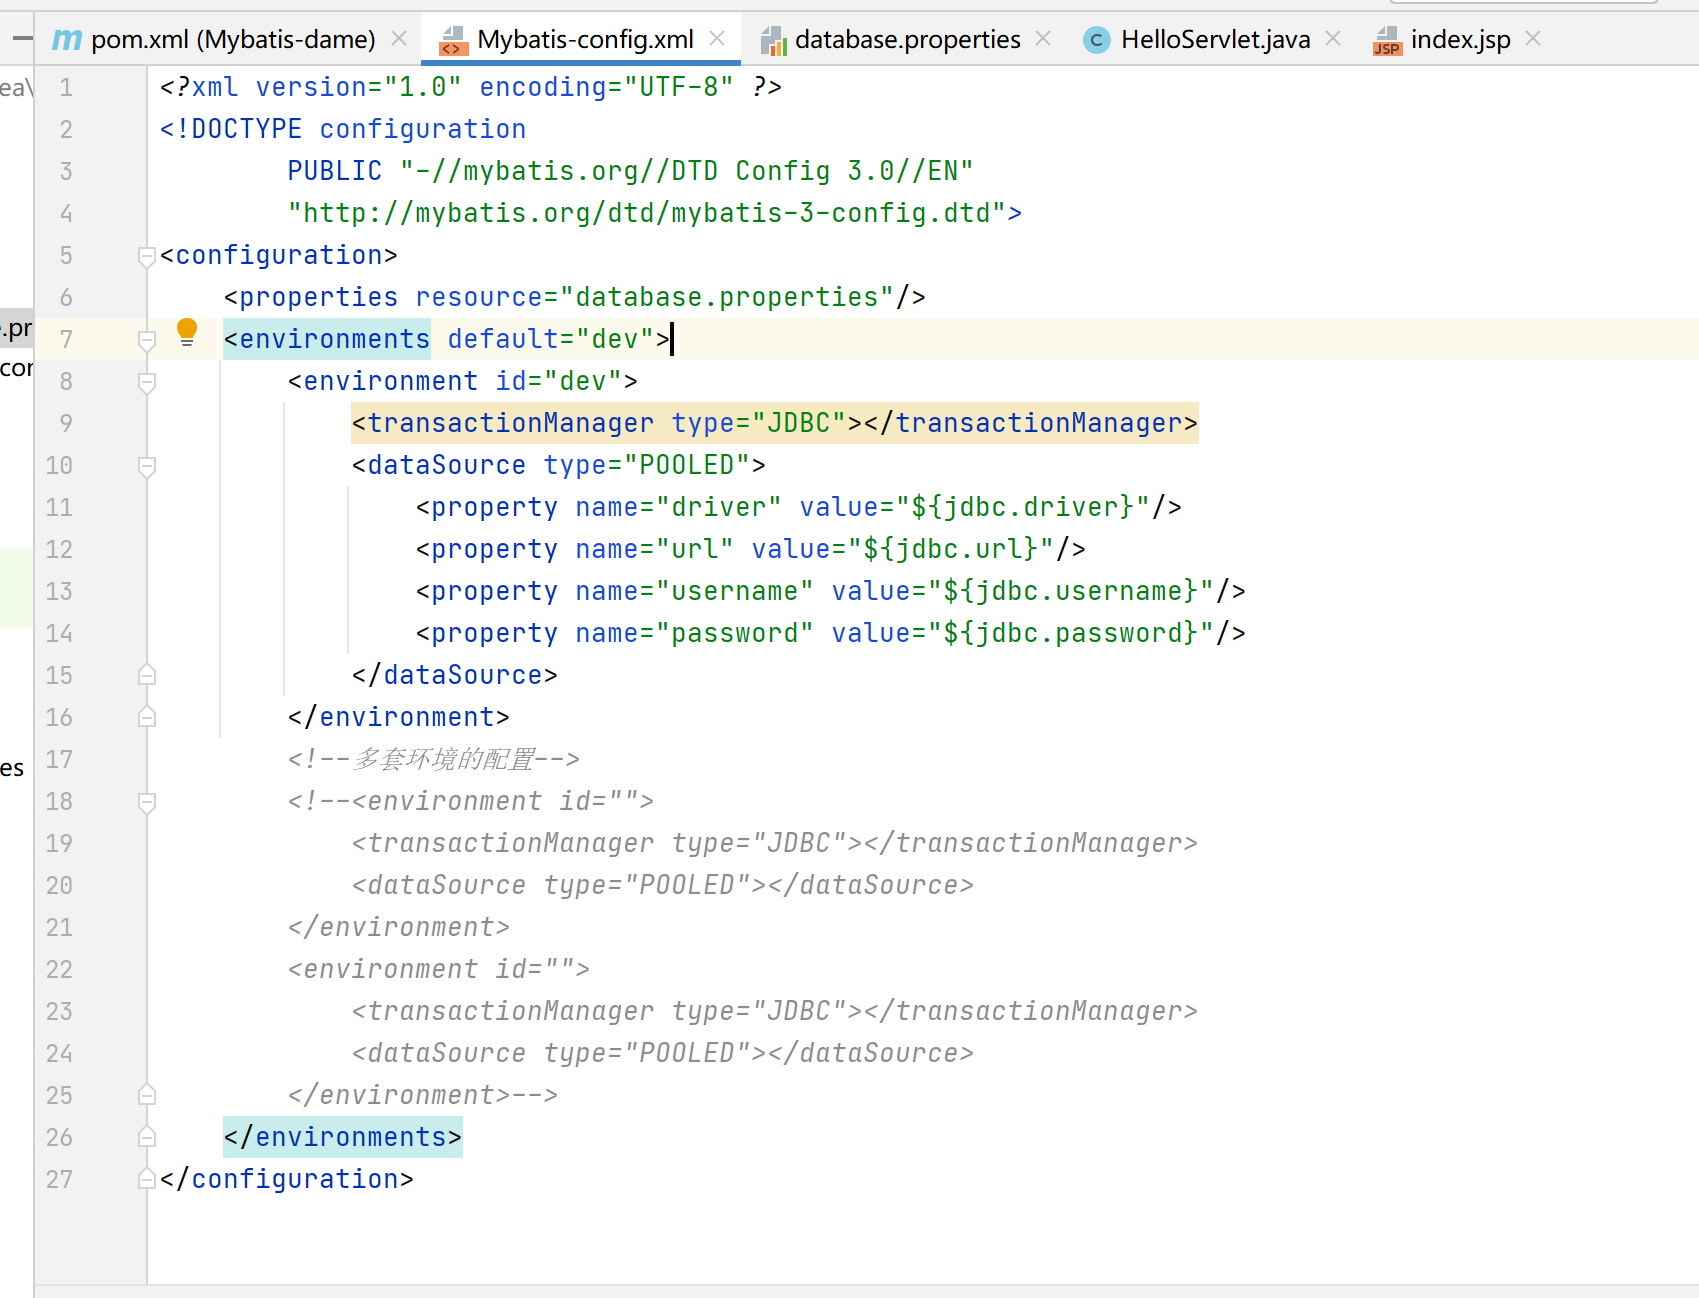 pom.xml (Mybatis-dame) Mybatis-config.xml database.properties HelloServlet.java index.jsp
ea\
.pr
cor
es
1 <?xml version="1.0" encoding="UTF-8" ?>
2 <!DOCTYPE configuration
3         PUBLIC "-//mybatis.org//DTD Config 3.0//EN"
4         "http://mybatis.org/dtd/mybatis-3-config.dtd">
5 <configuration>
6     <properties resource="database.properties"/>
7     <environments default="dev">
8         <environment id="dev">
9             <transactionManager type="JDBC"></transactionManager>
10             <dataSource type="POOLED">
11                 <property name="driver" value="${jdbc.driver}"/>
12                 <property name="url" value="${jdbc.url}"/>
13                 <property name="username" value="${jdbc.username}"/>
14                 <property name="password" value="${jdbc.password}"/>
15             </dataSource>
16         </environment>
17         <!--多套环境的配置-->
18         <!--<environment id="">
19             <transactionManager type="JDBC"></transactionManager>
20             <dataSource type="POOLED"></dataSource>
21         </environment>
22         <environment id="">
23             <transactionManager type="JDBC"></transactionManager>
24             <dataSource type="POOLED"></dataSource>
25         </environment>-->
26     </environments>
27 </configuration>